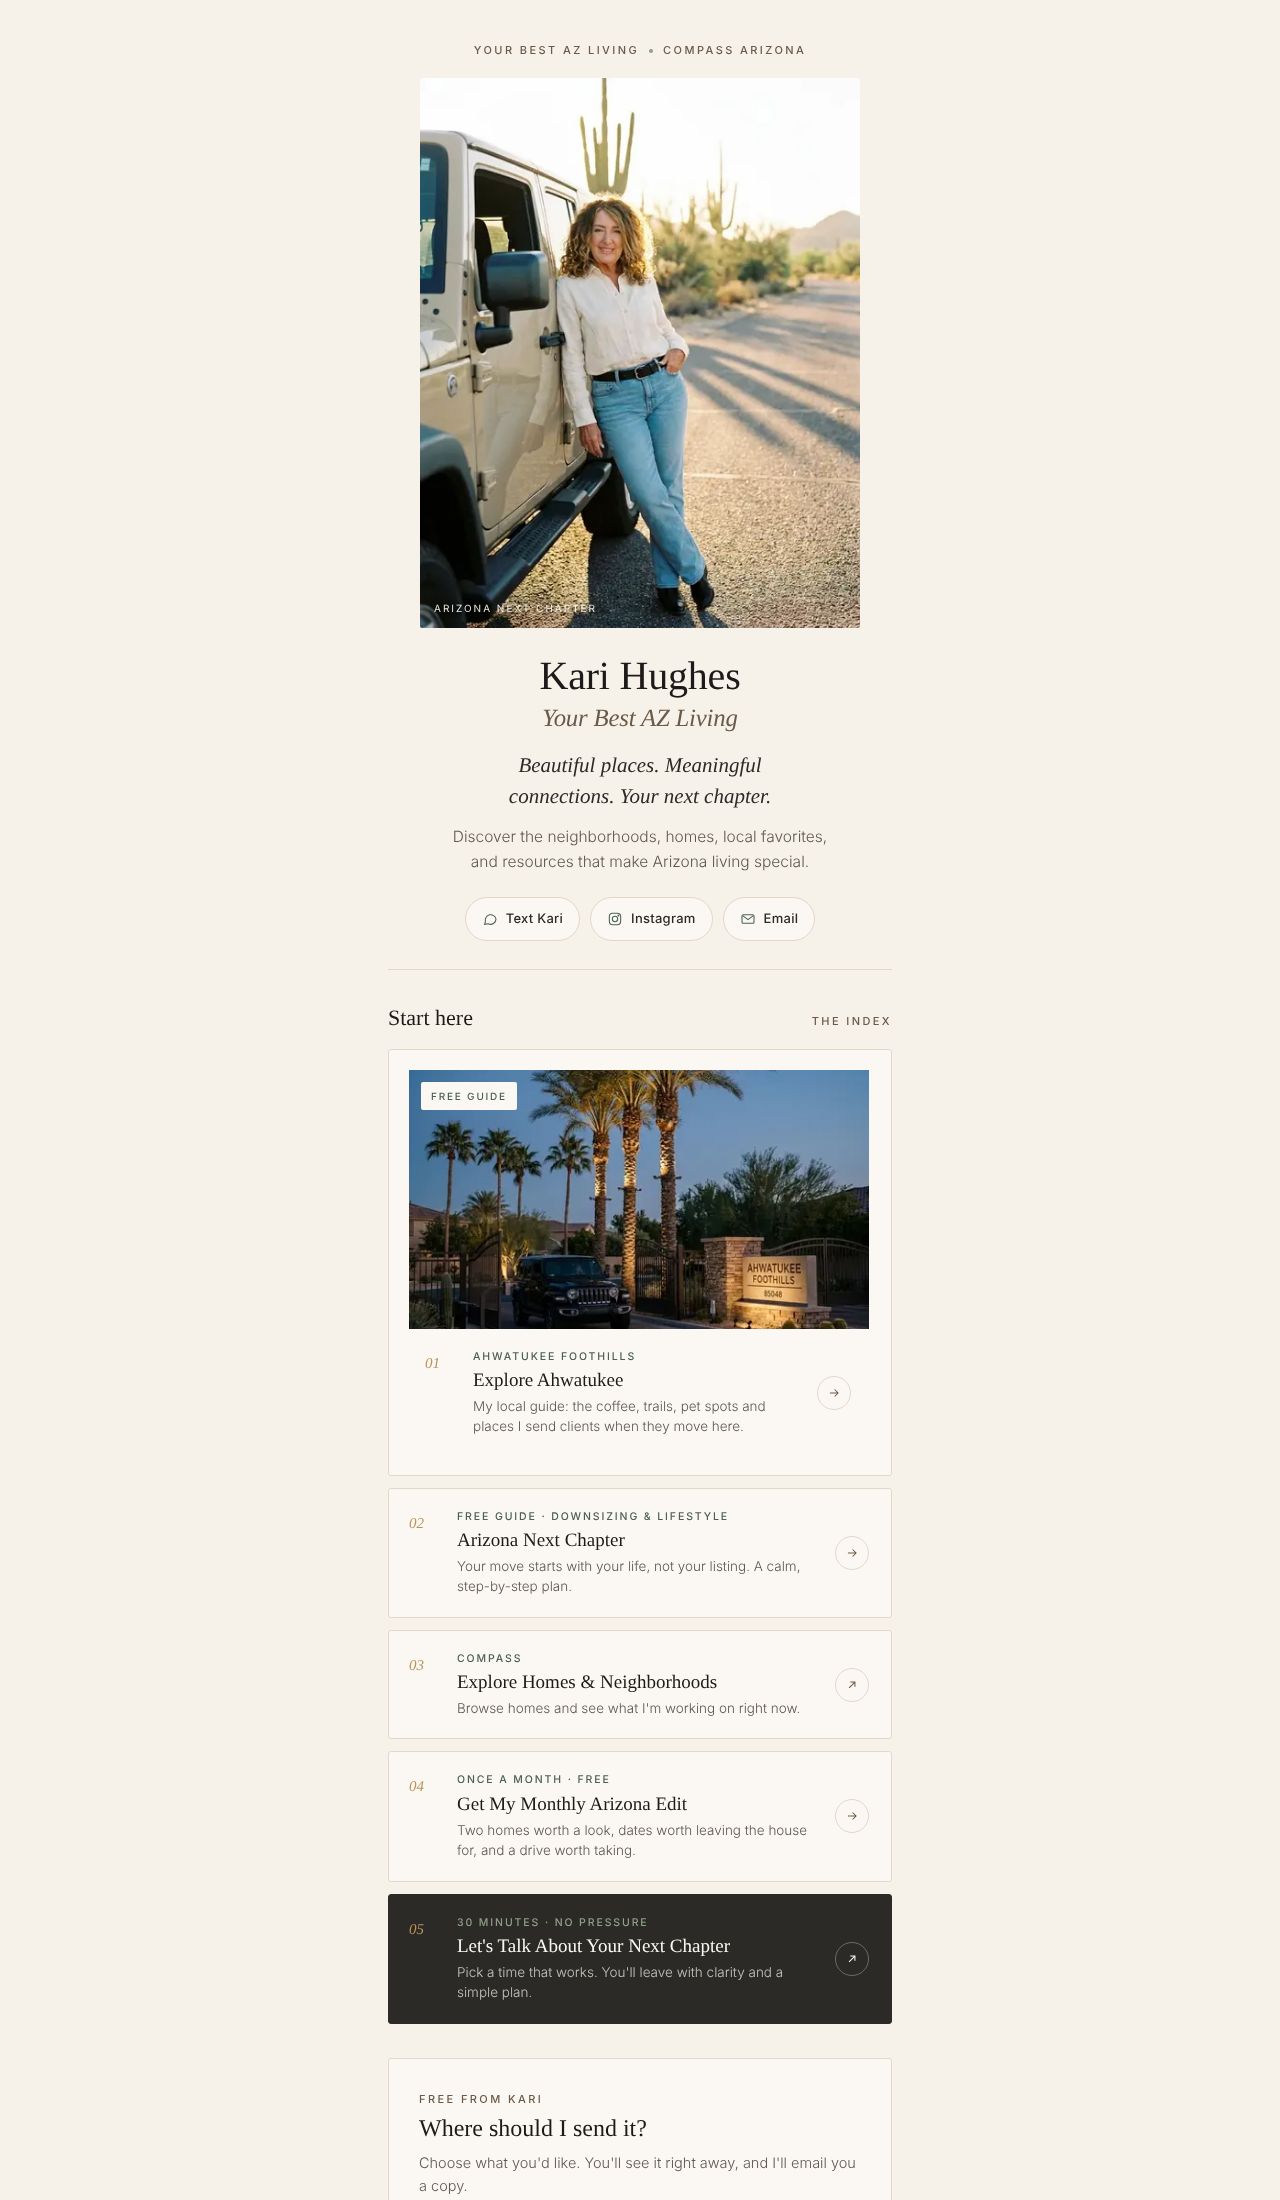 YOUR BEST AZ LIVING • COMPASS ARIZONA
ARIZONA NEXT CHAPTER
Kari Hughes
Your Best AZ Living
Beautiful places. Meaningful
connections. Your next chapter.
Discover the neighborhoods, homes, local favorites,
and resources that make Arizona living special.
Text Kari
Instagram
Email
Start here
THE INDEX
FREE GUIDE
AHWATUKEE
FOOTHILLS
85048
01
AHWATUKEE FOOTHILLS
Explore Ahwatukee
My local guide: the coffee, trails, pet spots and
places I send clients when they move here.
02
FREE GUIDE · DOWNSIZING & LIFESTYLE
Arizona Next Chapter
Your move starts with your life, not your listing. A calm,
step-by-step plan.
03
COMPASS
Explore Homes & Neighborhoods
Browse homes and see what I'm working on right now.
04
ONCE A MONTH · FREE
Get My Monthly Arizona Edit
Two homes worth a look, dates worth leaving the house
for, and a drive worth taking.
05
30 MINUTES · NO PRESSURE
Let's Talk About Your Next Chapter
Pick a time that works. You'll leave with clarity and a
simple plan.
FREE FROM KARI
Where should I send it?
Choose what you'd like. You'll see it right away, and I'll email you
a copy.